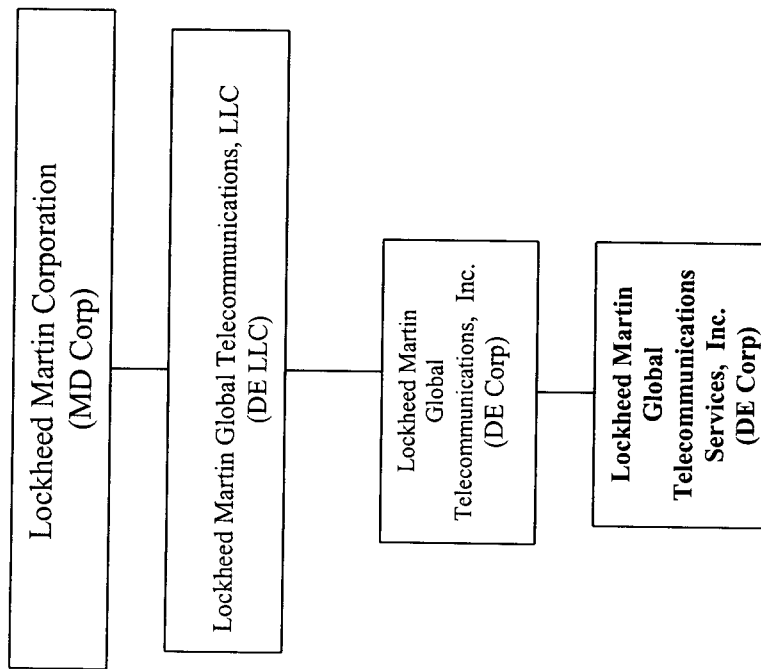 Lockheed Martin Corporation
(MD Corp)
Lockheed Martin Global Telecommunications, LLC
(DE LLC)
Lockheed Martin
Global
Telecommunications, Inc.
(DE Corp)
Lockheed Martin
Global
Telecommunications
Services, Inc.
(DE Corp)